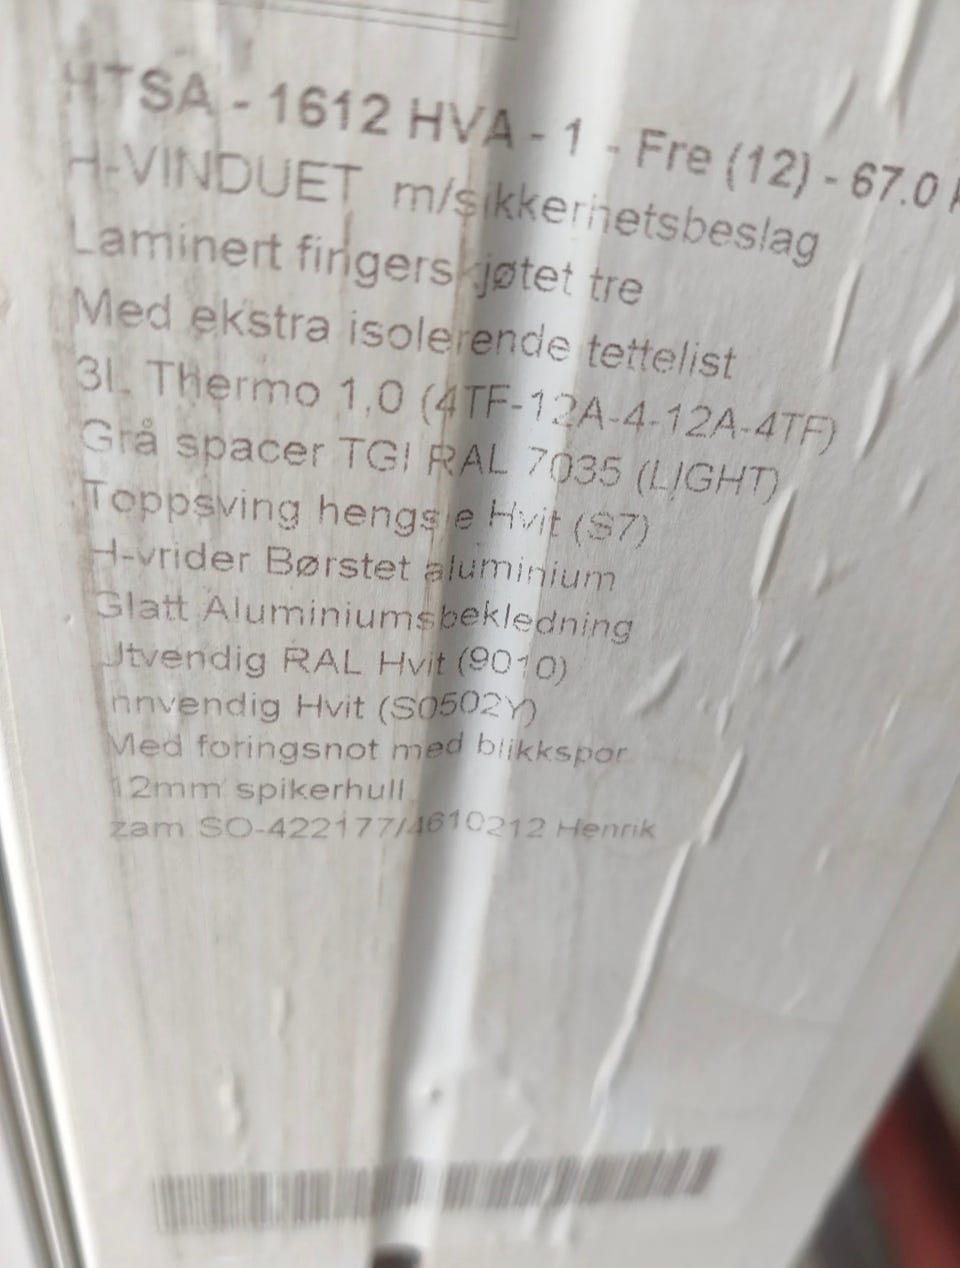 HTSA - 1612 HVA - 1 - Fre (12) - 67.0
H-VINDUET m/sikkerhetsbeslag
Laminert fingerskjøtet tre
Med ekstra isolerende tettelist
3L Thermo 1.0 (4TF-12A-4-12A-4TF)
Grå spacer TGI RAL 7035 (LIGHT)
Toppsving hengsle Hvit (S7)
H-vrider Børstet aluminium
Glatt Aluminiumsbekledning
Utvendig RAL Hvit (9010)
Innvendig Hvit (S0502Y)
Med foringsnot med blikkspor
12mm spikerhull
zam SO-422177/4610212 Henrik